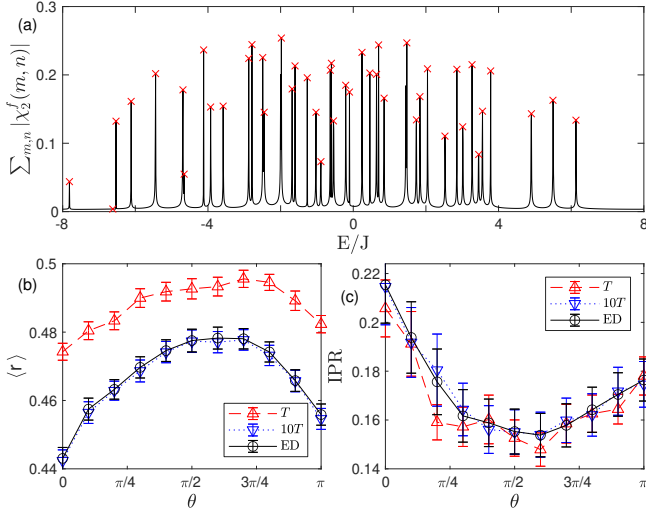 (a)
∑m,n |χ₂ᶠ(m, n)|
0.3
0.2
0.1
0
-8
-4
0
4
8
E/J
(b)
⟨r⟩
0.5
0.48
0.46
0.44
T
10T
ED
0
π/4
π/2
3π/4
π
θ
(c)
IPR
0.22
0.2
0.18
0.16
0.14
T
10T
ED
0
π/4
π/2
3π/4
π
θ